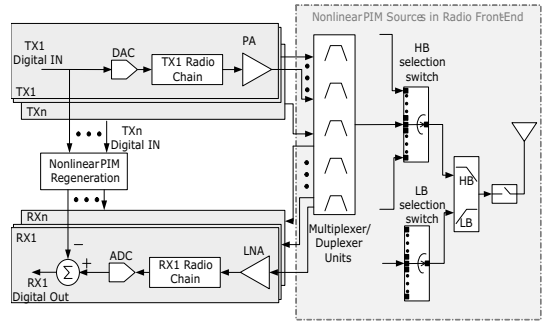 Nonlinear PIM Sources in Radio Front-End
TX1
Digital IN
DAC
TX1 Radio
Chain
PA
TX1
TXn
TXn
Digital IN
Nonlinear PIM
Regeneration
RXn
RX1
ADC
RX1 Radio
Chain
LNA
−
+
Σ
RX1
Digital Out
Multiplexer/
Duplexer
Units
HB
selection
switch
LB
selection
switch
HB
LB